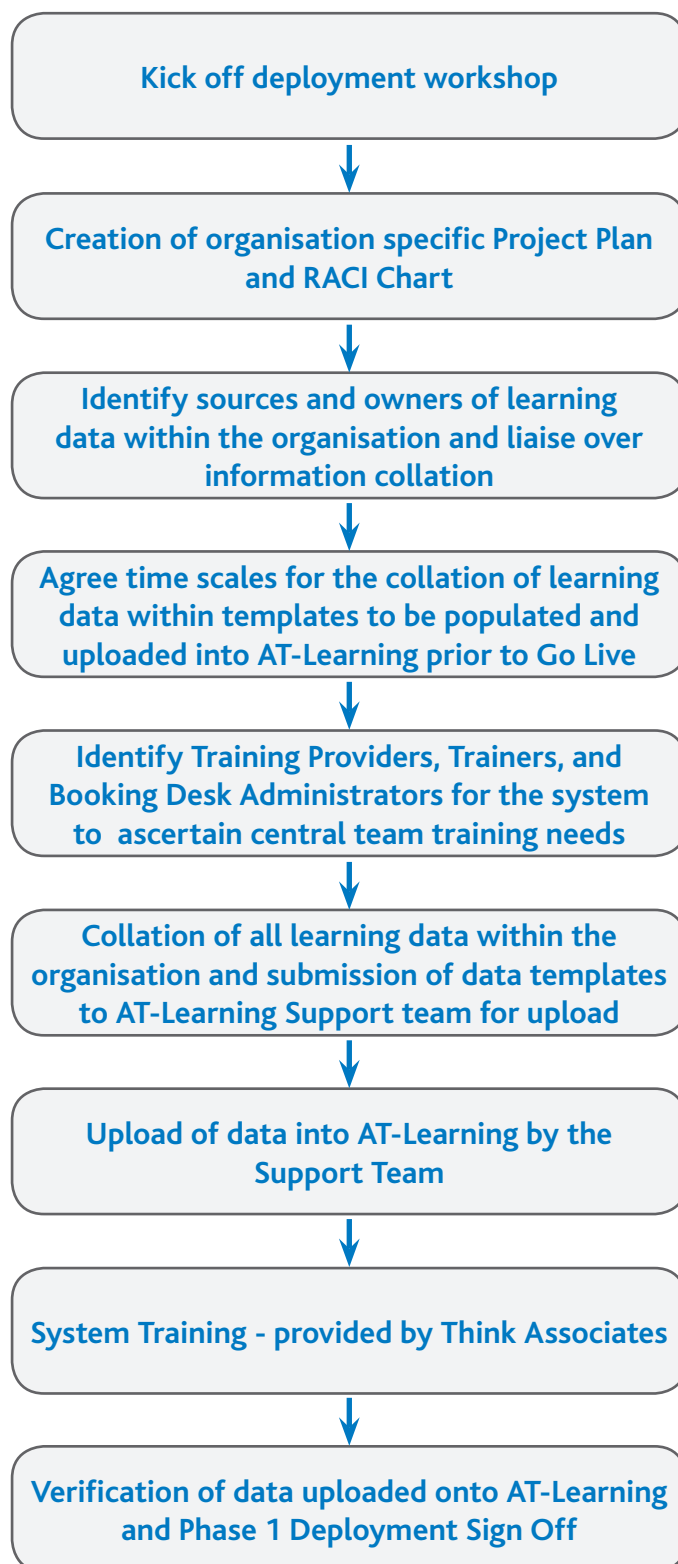 Kick off deployment workshop
Creation of organisation specific Project Plan
and RACI Chart
Identify sources and owners of learning
data within the organisation and liaise over
information collation
Agree time scales for the collation of learning
data within templates to be populated and
uploaded into AT-Learning prior to Go Live
Identify Training Providers, Trainers, and
Booking Desk Administrators for the system
to ascertain central team training needs
Collation of all learning data within the
organisation and submission of data templates
to AT-Learning Support team for upload
Upload of data into AT-Learning by the
Support Team
System Training - provided by Think Associates
Verification of data uploaded onto AT-Learning
and Phase 1 Deployment Sign Off